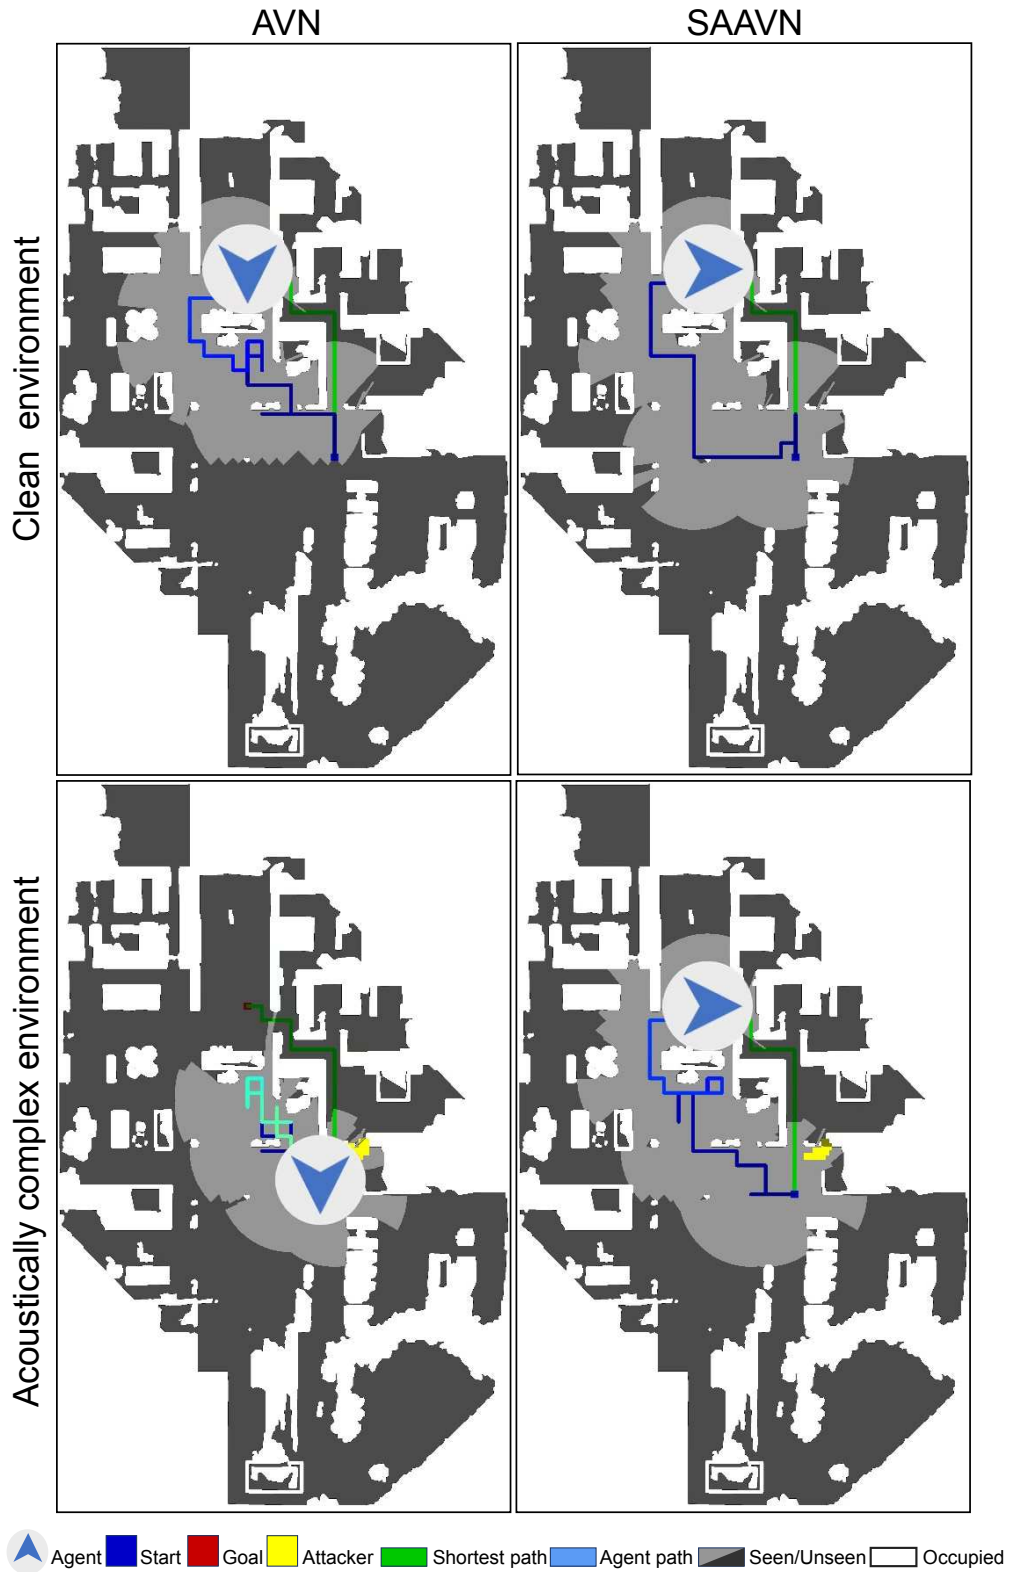 AVN
SAAVN
Clean environment
Acoustically complex environment
Agent Start Goal Attacker Shortest path Agent path Seen/Unseen Occupied